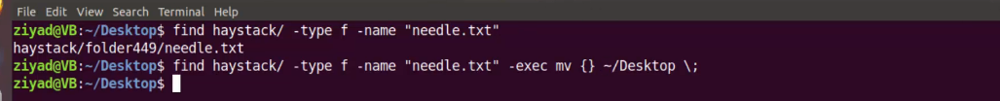 File Edit View Search Terminal Help
ziyad@VB:~/Desktop$ find haystack/ -type f -name "needle.txt"
haystack/folder449/needle.txt
ziyad@VB:~/Desktop$ find haystack/ -type f -name "needle.txt" -exec mv {} ~/Desktop \;
ziyad@VB:~/Desktop$